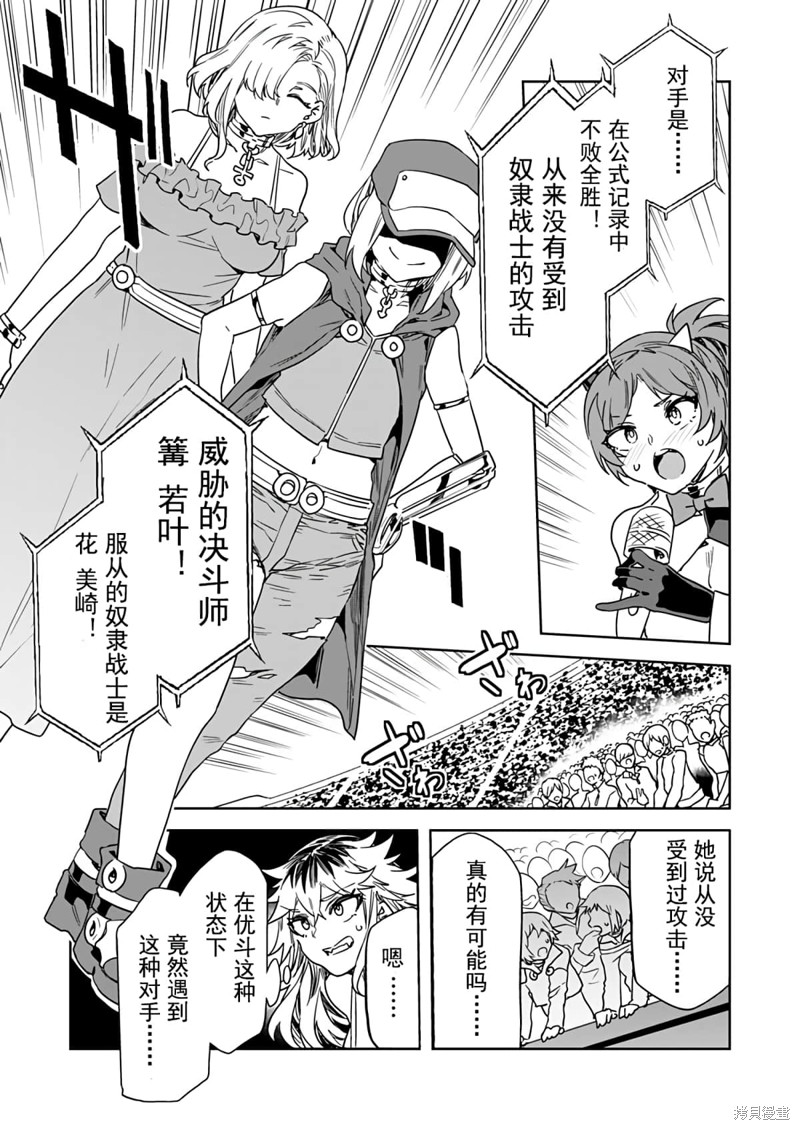 对手是……
在公式记录中
不败全胜！
从来没有受到
奴隶战士的攻击
威胁的决斗师
篝 若叶！
服从的奴隶战士是
花 美崎！
ざわ
ざわ
她说从没
受到过攻击……
真的有可能吗……
嗯……
在优斗这种
状态下
竟然遇到
这种对手……
拷贝漫畫